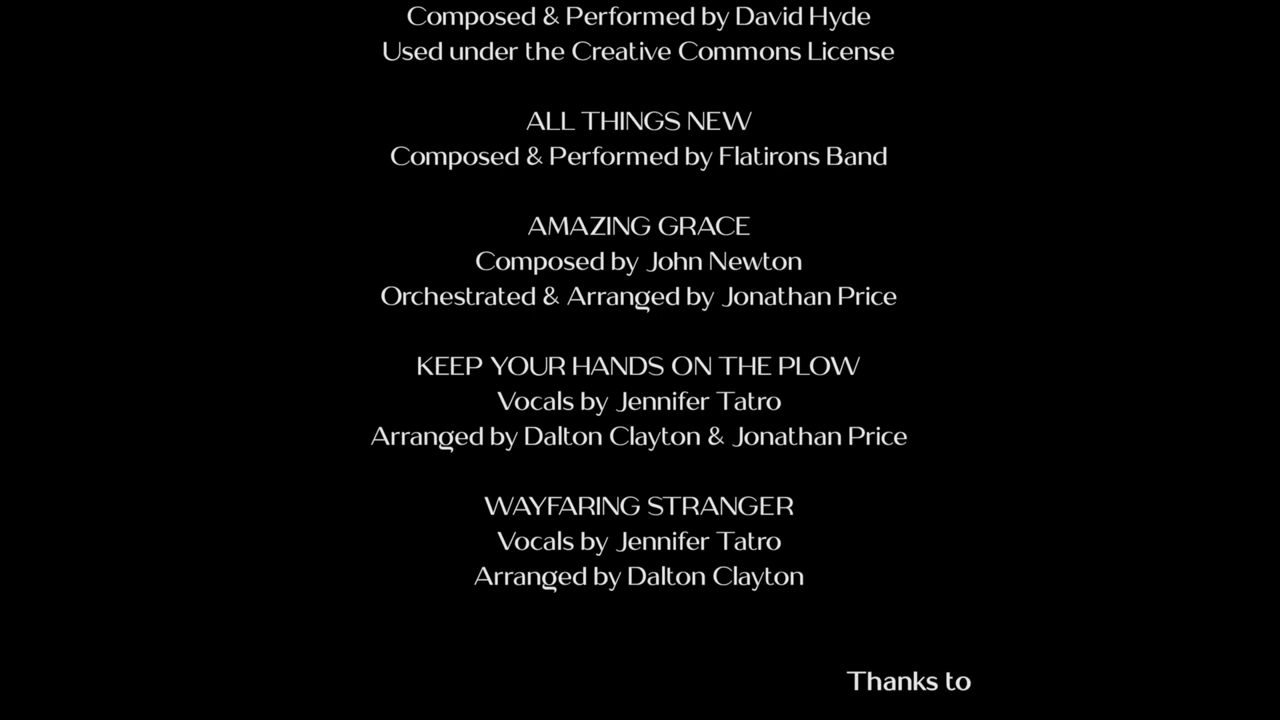 Composed & Performed by David Hyde
Used under the Creative Commons License
ALL THINGS NEW
Composed & Performed by Flatirons Band
AMAZING GRACE
Composed by John Newton
Orchestrated & Arranged by Jonathan Price
KEEP YOUR HANDS ON THE PLOW
Vocals by Jennifer Tatro
Arranged by Dalton Clayton & Jonathan Price
WAYFARING STRANGER
Vocals by Jennifer Tatro
Arranged by Dalton Clayton
Thanks to